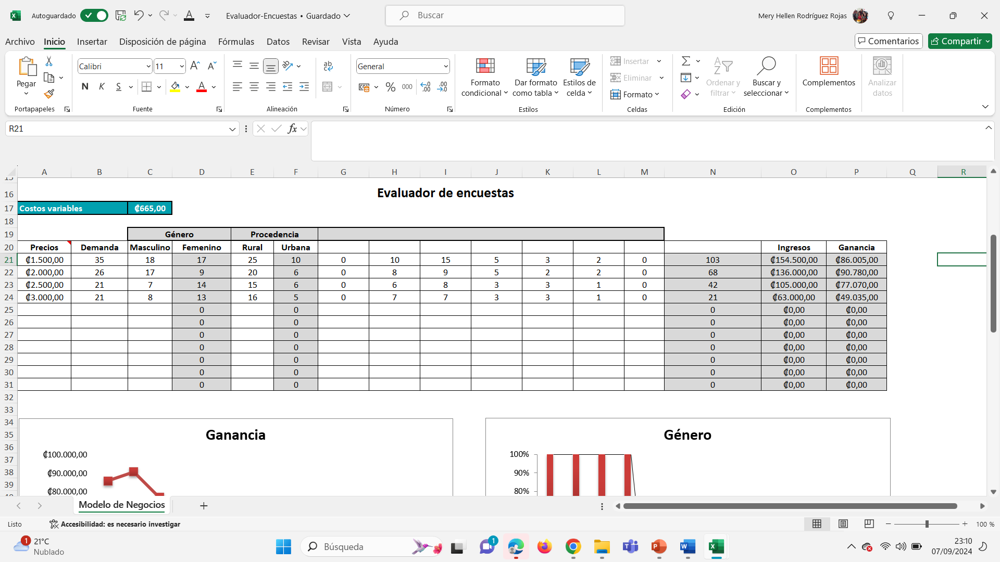 Autoguardado
Evaluador-Encuestas • Guardado
Buscar
Mery Hellen Rodríguez Rojas
Archivo Inicio Insertar Disposición de página Fórmulas Datos Revisar Vista Ayuda
Comentarios Compartir
Pegar
Calibri 11
N K S
General
% 000
Formato condicional
Dar formato como tabla
Estilos de celda
Insertar
Eliminar
Formato
Ordenar y filtrar
Buscar y seleccionar
Complementos
Analizar datos
Portapapeles Fuente Alineación Número Estilos Celdas Edición Complementos
R21
fx
A B C D E F G H I J K L M N O P Q R
15
16 Evaluador de encuestas
17 Costos variables ₡665,00
18
19 Género Procedencia
20 Precios Demanda Masculino Femenino Rural Urbana Ingresos Ganancia
21 ₡1.500,00 35 18 17 25 10 0 10 15 5 3 2 0 103 ₡154.500,00 ₡86.005,00
22 ₡2.000,00 26 17 9 20 6 0 8 9 5 2 2 0 68 ₡136.000,00 ₡90.780,00
23 ₡2.500,00 21 7 14 15 6 0 6 8 3 3 1 0 42 ₡105.000,00 ₡77.070,00
24 ₡3.000,00 21 8 13 16 5 0 7 7 3 3 1 0 21 ₡63.000,00 ₡49.035,00
25 0 0 0 ₡0,00 ₡0,00
26 0 0 0 ₡0,00 ₡0,00
27 0 0 0 ₡0,00 ₡0,00
28 0 0 0 ₡0,00 ₡0,00
29 0 0 0 ₡0,00 ₡0,00
30 0 0 0 ₡0,00 ₡0,00
31 0 0 0 ₡0,00 ₡0,00
32
33
34
35
36
37
38
39
Ganancia
₡100.000,00
₡90.000,00
₡80.000,00
Género
100%
90%
80%
Modelo de Negocios
Listo
Accesibilidad: es necesario investigar
100 %
1
21°C
Nublado
Búsqueda
1
23:10
07/09/2024